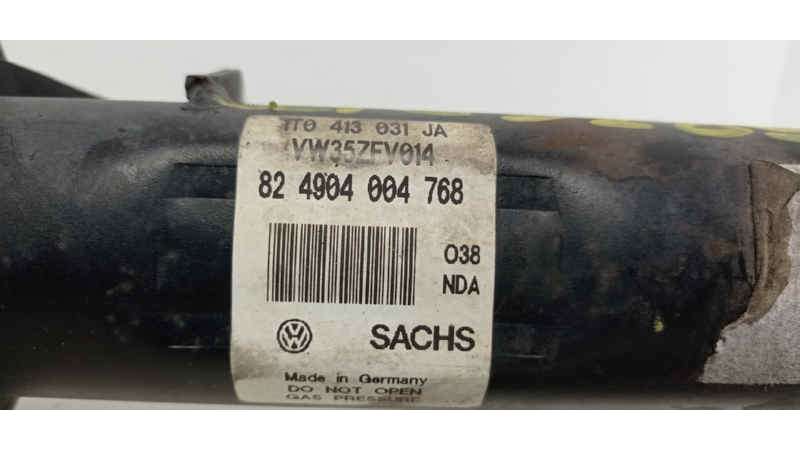 1T0 413 031 JA
VW35ZFV014
82 4904 004 768
038
NDA
SACHS
Made in Germany
DO NOT OPEN
GAS PRESSURE